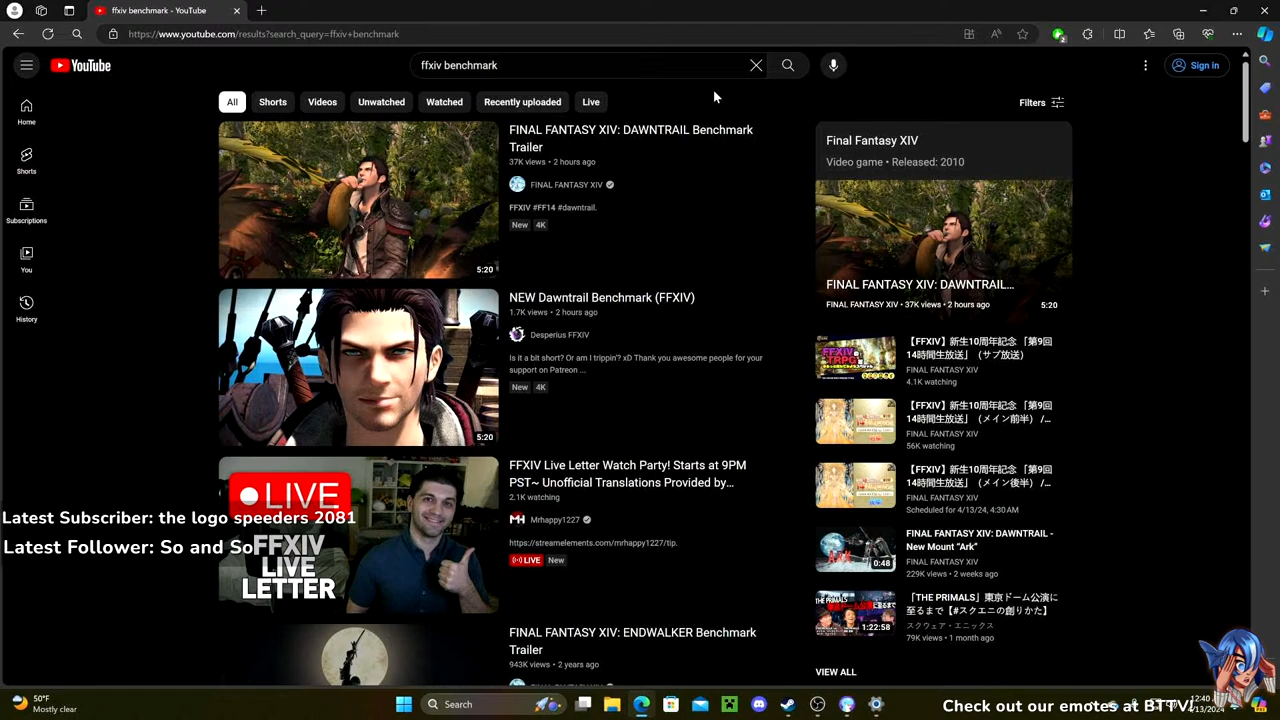 ffxiv benchmark - YouTube
https://www.youtube.com/results?search_query=ffxiv+benchmark
YouTube
ffxiv benchmark
Sign in
All
Shorts
Videos
Unwatched
Watched
Recently uploaded
Live
Filters
Home
Shorts
Subscriptions
You
History
FINAL FANTASY XIV: DAWNTRAIL Benchmark
Trailer
37K views • 2 hours ago
FINAL FANTASY XIV
FFXIV #FF14 #dawntrail.
New 4K
5:20
NEW Dawntrail Benchmark (FFXIV)
1.7K views • 2 hours ago
Desperius FFXIV
Is it a bit short? Or am I trippin'? xD Thank you awesome people for your
support on Patreon ...
New 4K
5:20
FFXIV Live Letter Watch Party! Starts at 9PM
PST~ Unofficial Translations Provided by…
2.1K watching
Mrhappy1227
https://streamelements.com/mrhappy1227/tip.
LIVE New
LIVE
FFXIV
LIVE
LETTER
Latest Subscriber: the logo speeders 2081
Latest Follower: So and So
FINAL FANTASY XIV: ENDWALKER Benchmark
Trailer
943K views • 2 years ago
Final Fantasy XIV
Video game • Released: 2010
FINAL FANTASY XIV: DAWNTRAIL…
FINAL FANTASY XIV • 37K views • 2 hours ago
5:20
【FFXIV】新生10周年記念 「第9回
14時間生放送」（サブ放送）
FINAL FANTASY XIV
4.1K watching
FFXIV
TRPG
【FFXIV】新生10周年記念 「第9回
14時間生放送」（メイン前半） /…
FINAL FANTASY XIV
56K watching
【FFXIV】新生10周年記念 「第9回
14時間生放送」（メイン後半） /…
FINAL FANTASY XIV
Scheduled for 4/13/24, 4:30 AM
FINAL FANTASY XIV: DAWNTRAIL -
New Mount “Ark”
FINAL FANTASY XIV
229K views • 2 weeks ago
ARK
0:48
「THE PRIMALS」東京ドーム公演に
至るまで【#スクエニの創りかた】
スクウェア・エニックス
79K views • 1 month ago
THE PRIMALS
1:22:58
VIEW ALL
50°F
Mostly clear
Search
12:40
4/13/2024
Check out our emotes at BTTV!